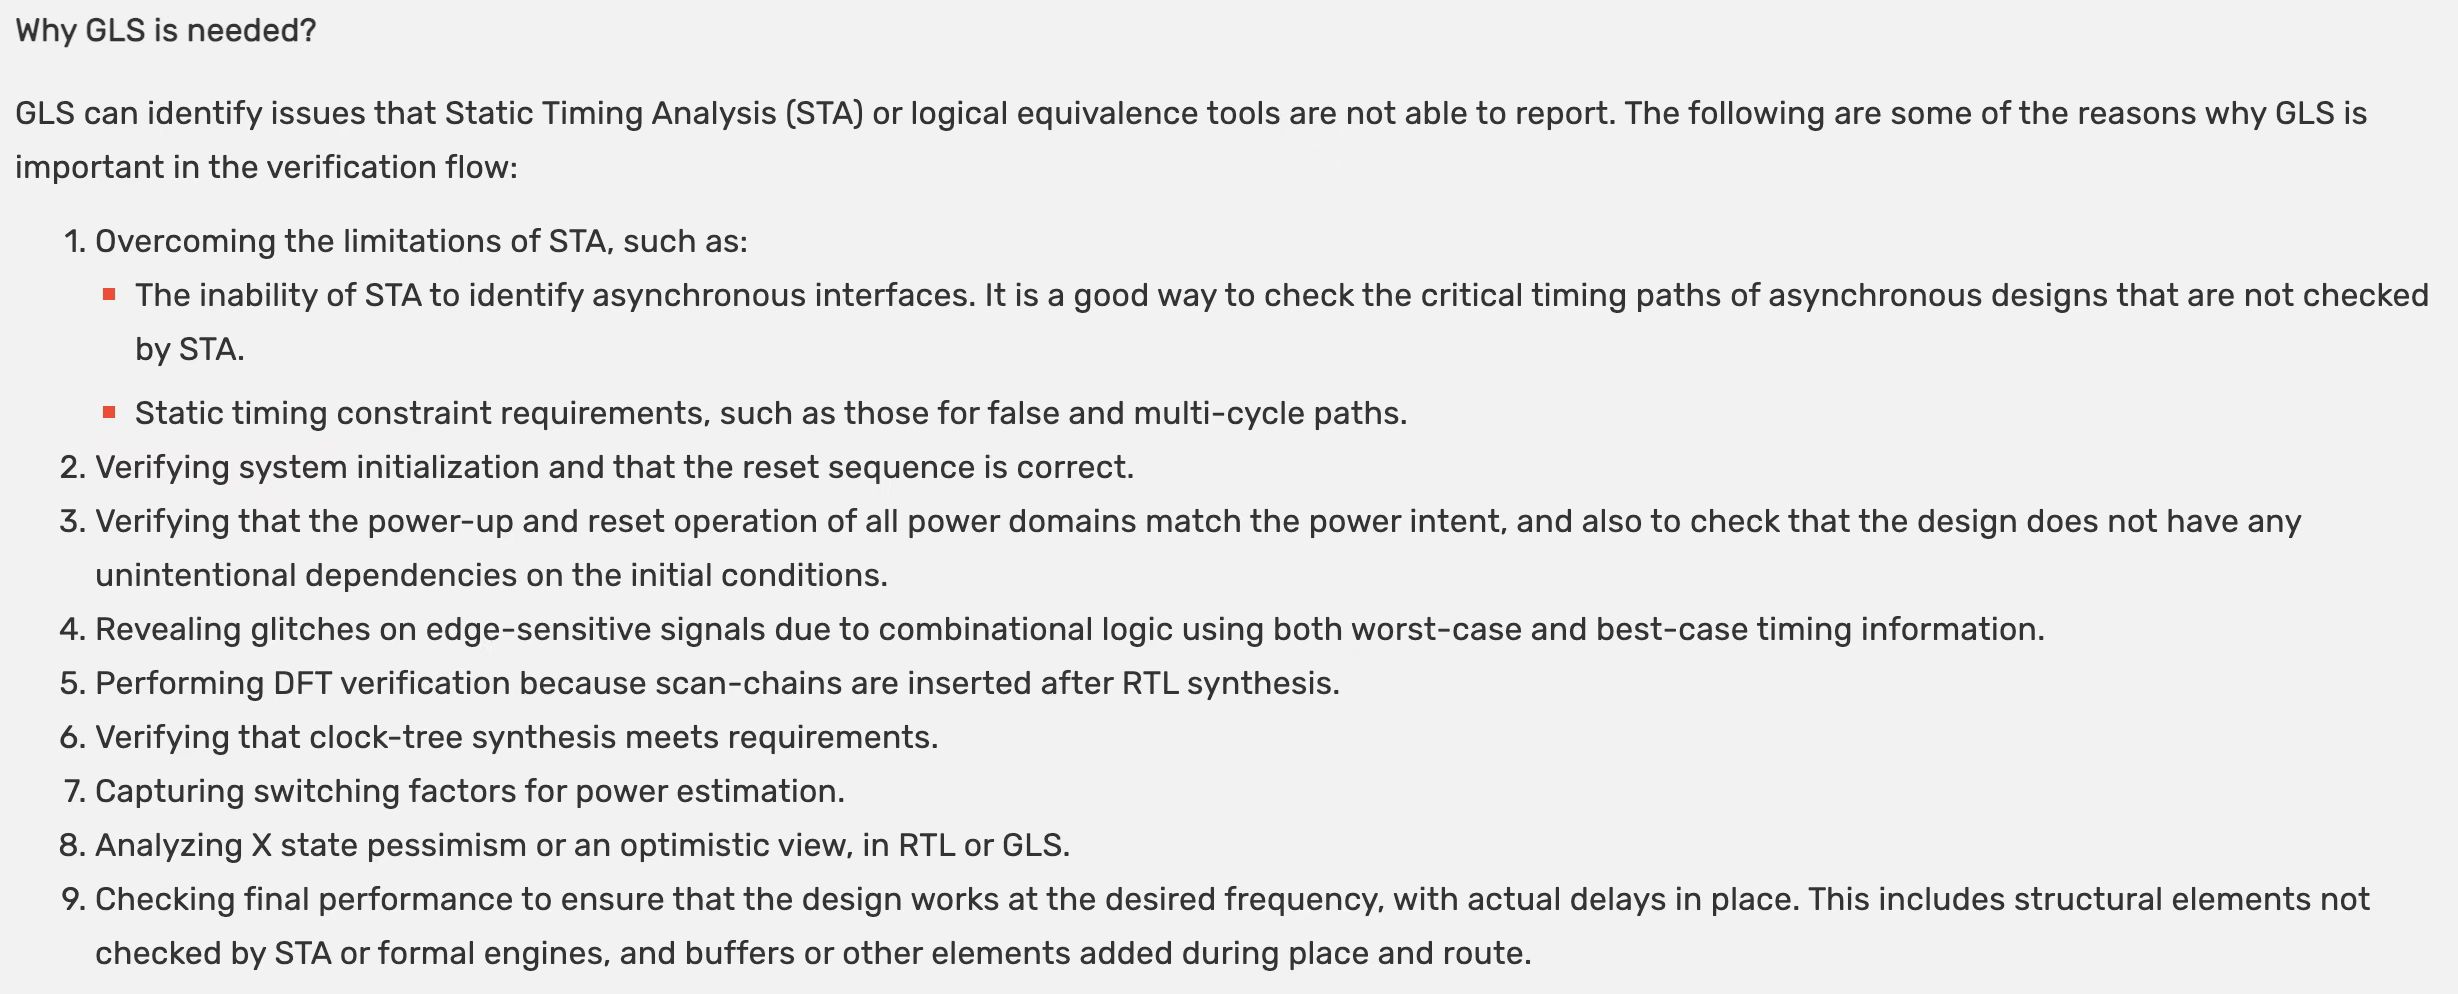 Why GLS is needed?
GLS can identify issues that Static Timing Analysis (STA) or logical equivalence tools are not able to report. The following are some of the reasons why GLS is
important in the verification flow:
1. Overcoming the limitations of STA, such as:
▪ The inability of STA to identify asynchronous interfaces. It is a good way to check the critical timing paths of asynchronous designs that are not checked
by STA.
▪ Static timing constraint requirements, such as those for false and multi-cycle paths.
2. Verifying system initialization and that the reset sequence is correct.
3. Verifying that the power-up and reset operation of all power domains match the power intent, and also to check that the design does not have any
unintentional dependencies on the initial conditions.
4. Revealing glitches on edge-sensitive signals due to combinational logic using both worst-case and best-case timing information.
5. Performing DFT verification because scan-chains are inserted after RTL synthesis.
6. Verifying that clock-tree synthesis meets requirements.
7. Capturing switching factors for power estimation.
8. Analyzing X state pessimism or an optimistic view, in RTL or GLS.
9. Checking final performance to ensure that the design works at the desired frequency, with actual delays in place. This includes structural elements not
checked by STA or formal engines, and buffers or other elements added during place and route.